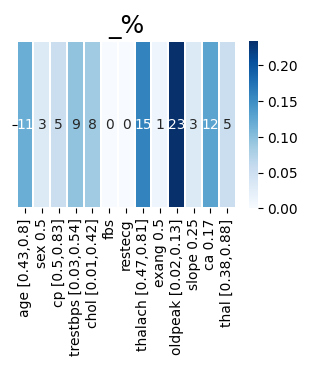 _%
11 3 5 9 8 0 0 15 1 23 3 12 5
0.20
0.15
0.10
0.05
0.00
age [0.43,0.8]
sex 0.5
cp [0.5,0.83]
trestbps [0.03,0.54]
chol [0.01,0.42]
fbs
restecg
thalach [0.47,0.81]
exang 0.5
oldpeak [0.02,0.13]
slope 0.25
ca 0.17
thal [0.38,0.88]